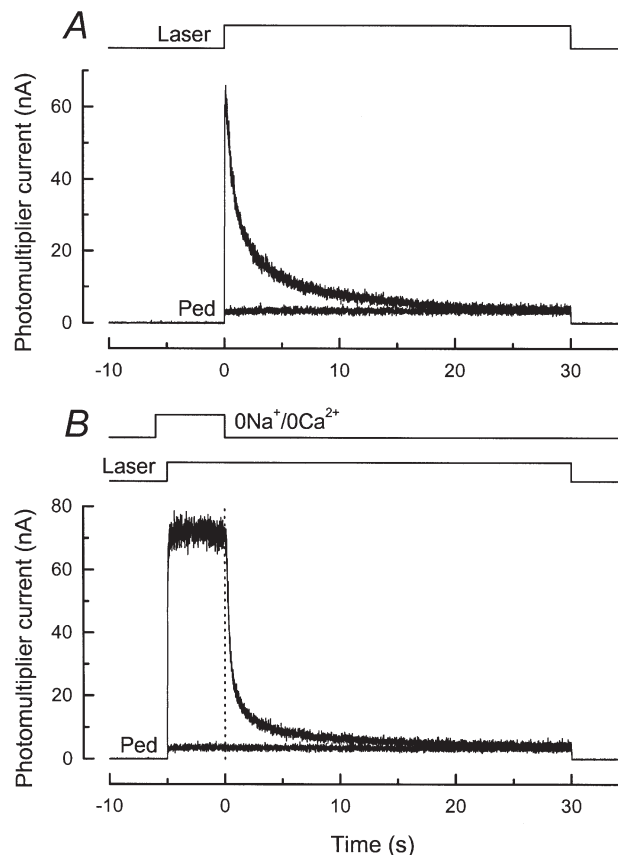 A
Laser
Photomultiplier current (nA)
60
40
20
0
Ped
-10
0
10
20
30
B
0Na⁺/0Ca²⁺
Laser
Photomultiplier current (nA)
80
60
40
20
0
Ped
-10
0
10
20
30
Time (s)